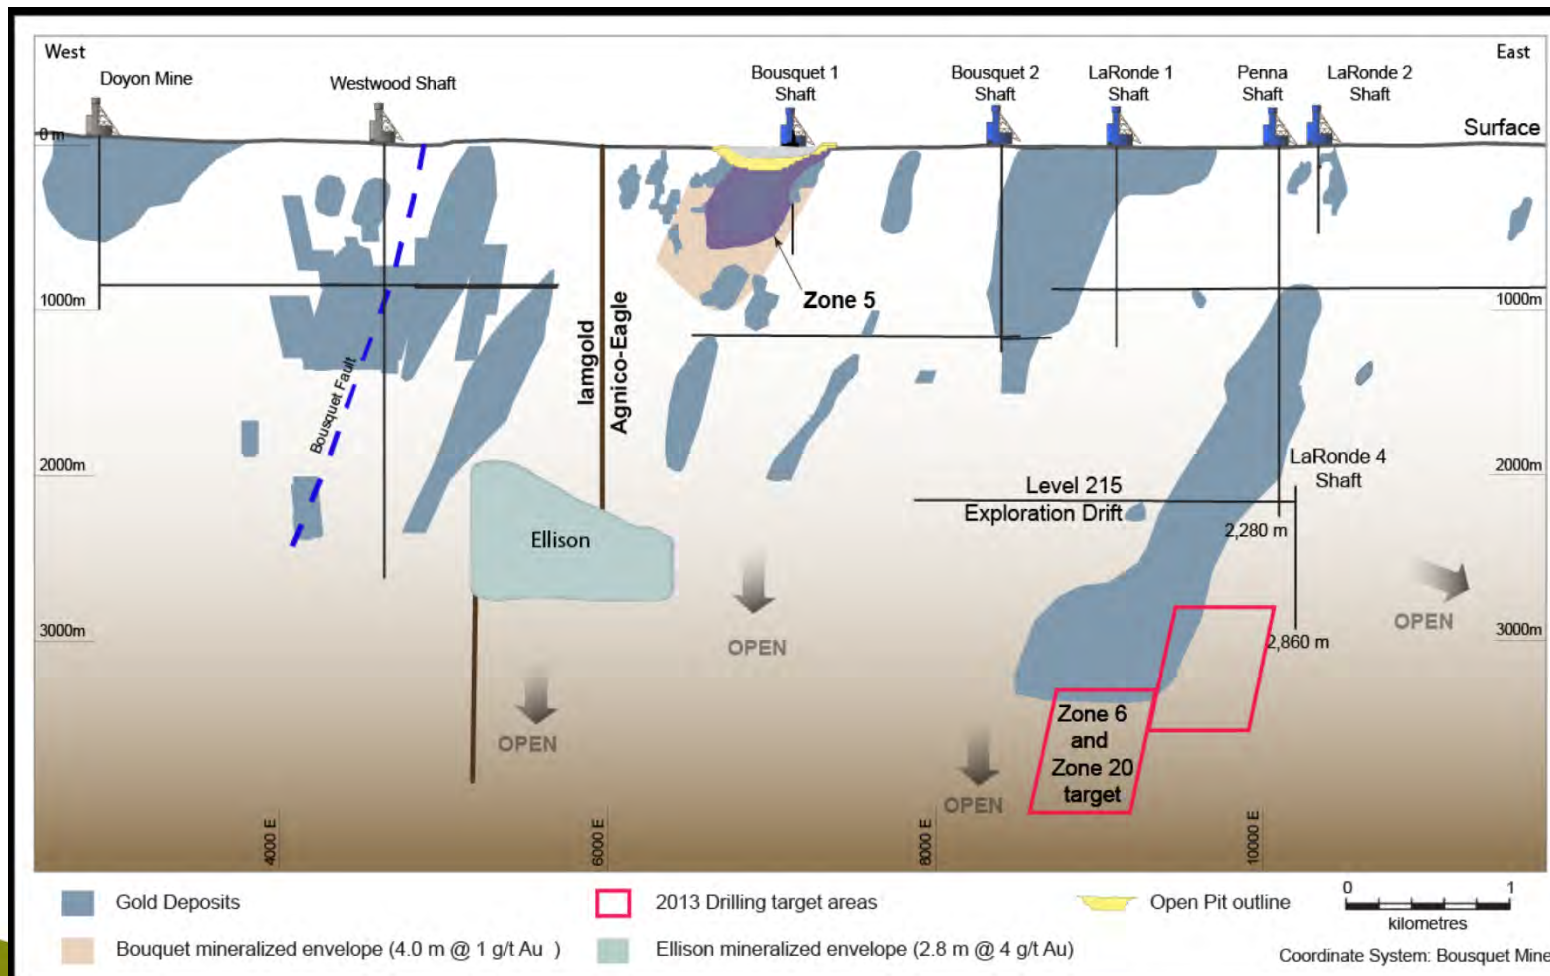 West
East
Doyon Mine
Westwood Shaft
Bousquet 1
Shaft
Bousquet 2
Shaft
LaRonde 1
Shaft
Penna
Shaft
LaRonde 2
Shaft
0 m
Surface
1000m
1000m
Zone 5
Iamgold
Agnico-Eagle
Bousquet Fault
2000m
2000m
LaRonde 4
Shaft
Level 215
Exploration Drift
2,280 m
Ellison
OPEN
OPEN
3000m
3000m
2,860 m
OPEN
OPEN
Zone 6
and
Zone 20
target
4000 E
6000 E
8000 E
10000 E
Gold Deposits
2013 Drilling target areas
Open Pit outline
0
1
kilometres
Bouquet mineralized envelope (4.0 m @ 1 g/t Au )
Ellison mineralized envelope (2.8 m @ 4 g/t Au)
Coordinate System: Bousquet Mine